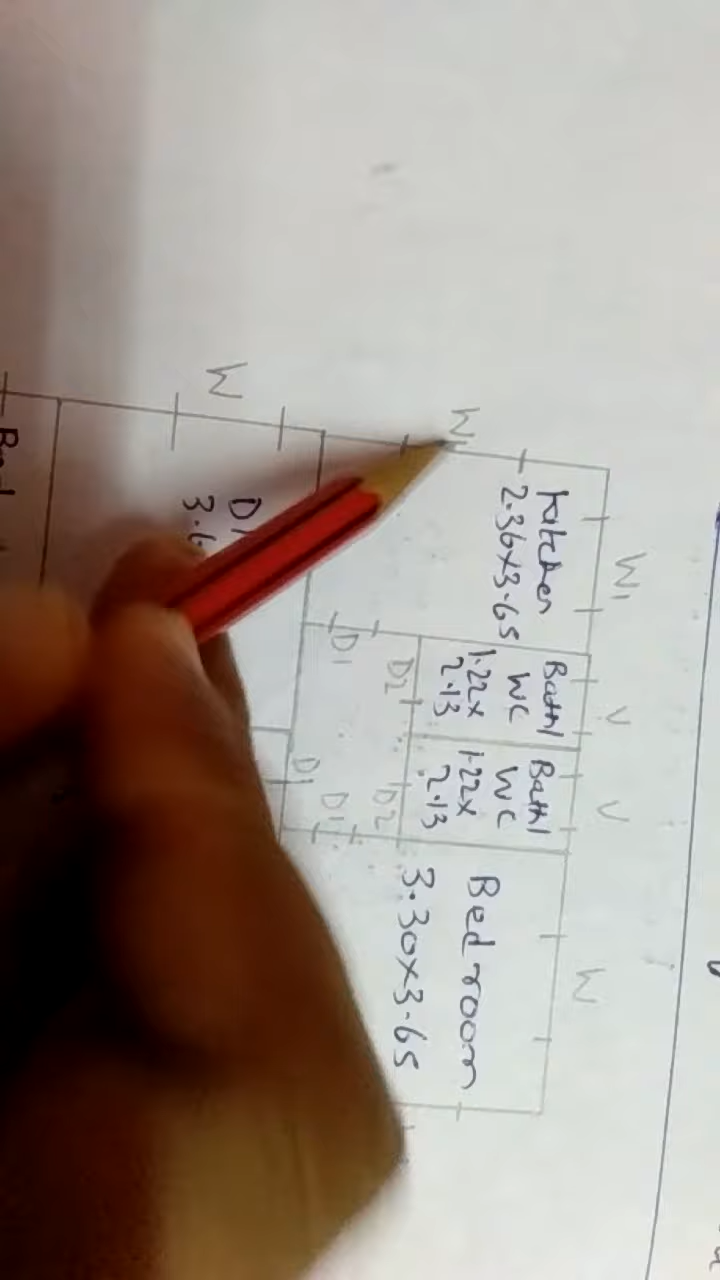 W1
V
V
W
Kitchen
2.36x3.65
Bath/
WC
1.22x
2.13
Bath/
WC
1.22x
2.13
Bed room
3.30x3.65
D2
D2
W
D1
D1
D1
W